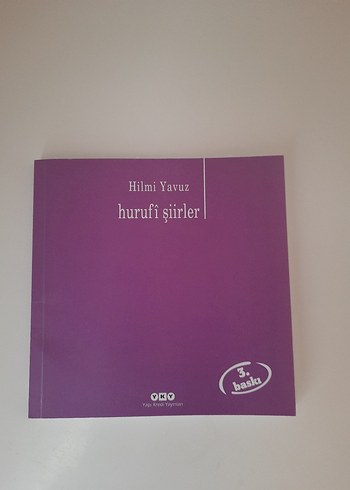 Hilmi Yavuz
hurufî şiirler
3.
baskı
YKY
Yapı Kredi Yayınları